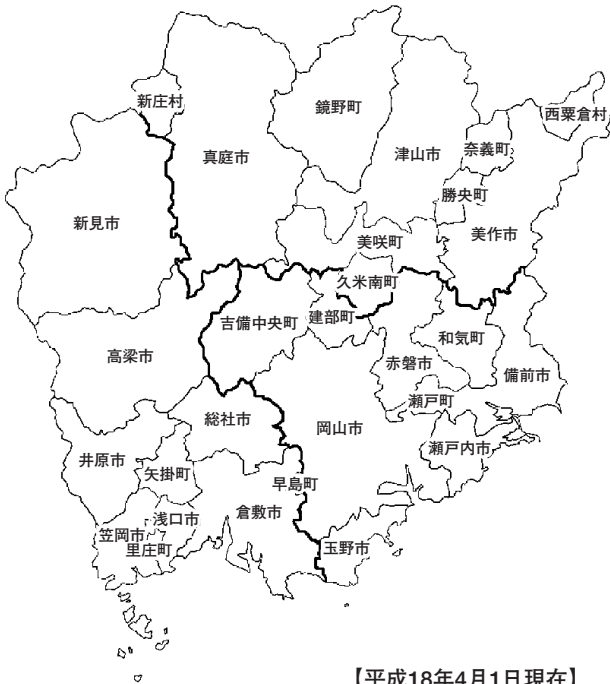 新庄村
鏡野町
西粟倉村
真庭市
津山市
奈義町
勝央町
新見市
美咲町
美作市
久米南町
吉備中央町
建部町
和気町
高梁市
赤磐市
備前市
瀬戸町
総社市
岡山市
瀬戸内市
井原市
矢掛町
早島町
倉敷市
浅口市
笠岡市
里庄町
玉野市
【平成18年4月1日現在】